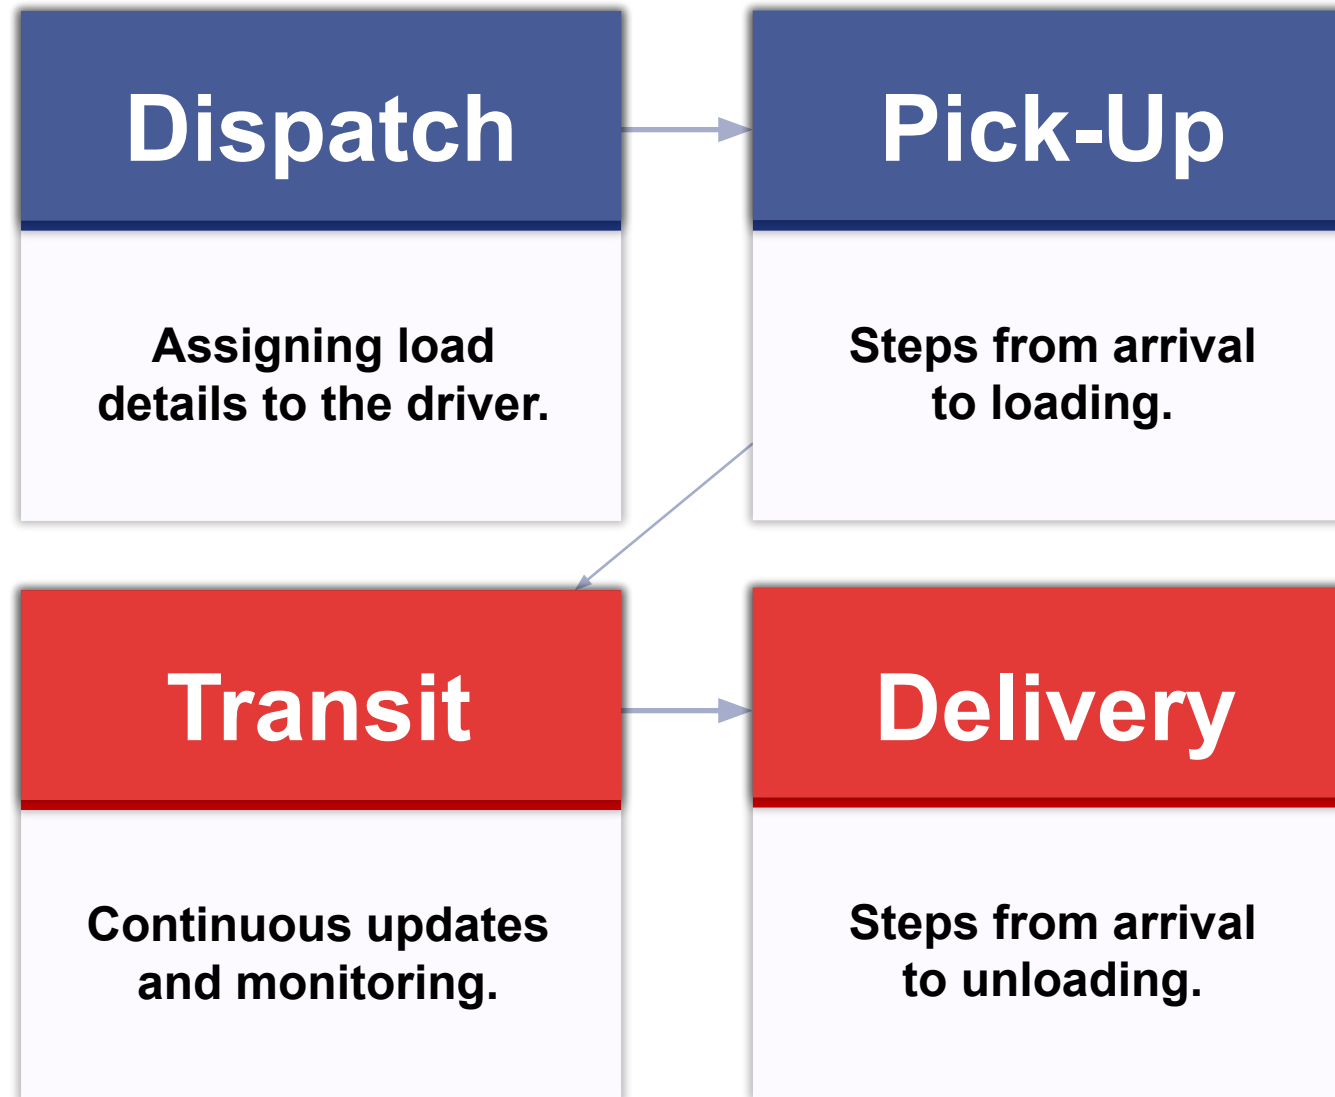 Dispatch
Assigning load
details to the driver.
Pick-Up
Steps from arrival
to loading.
Transit
Continuous updates
and monitoring.
Delivery
Steps from arrival
to unloading.